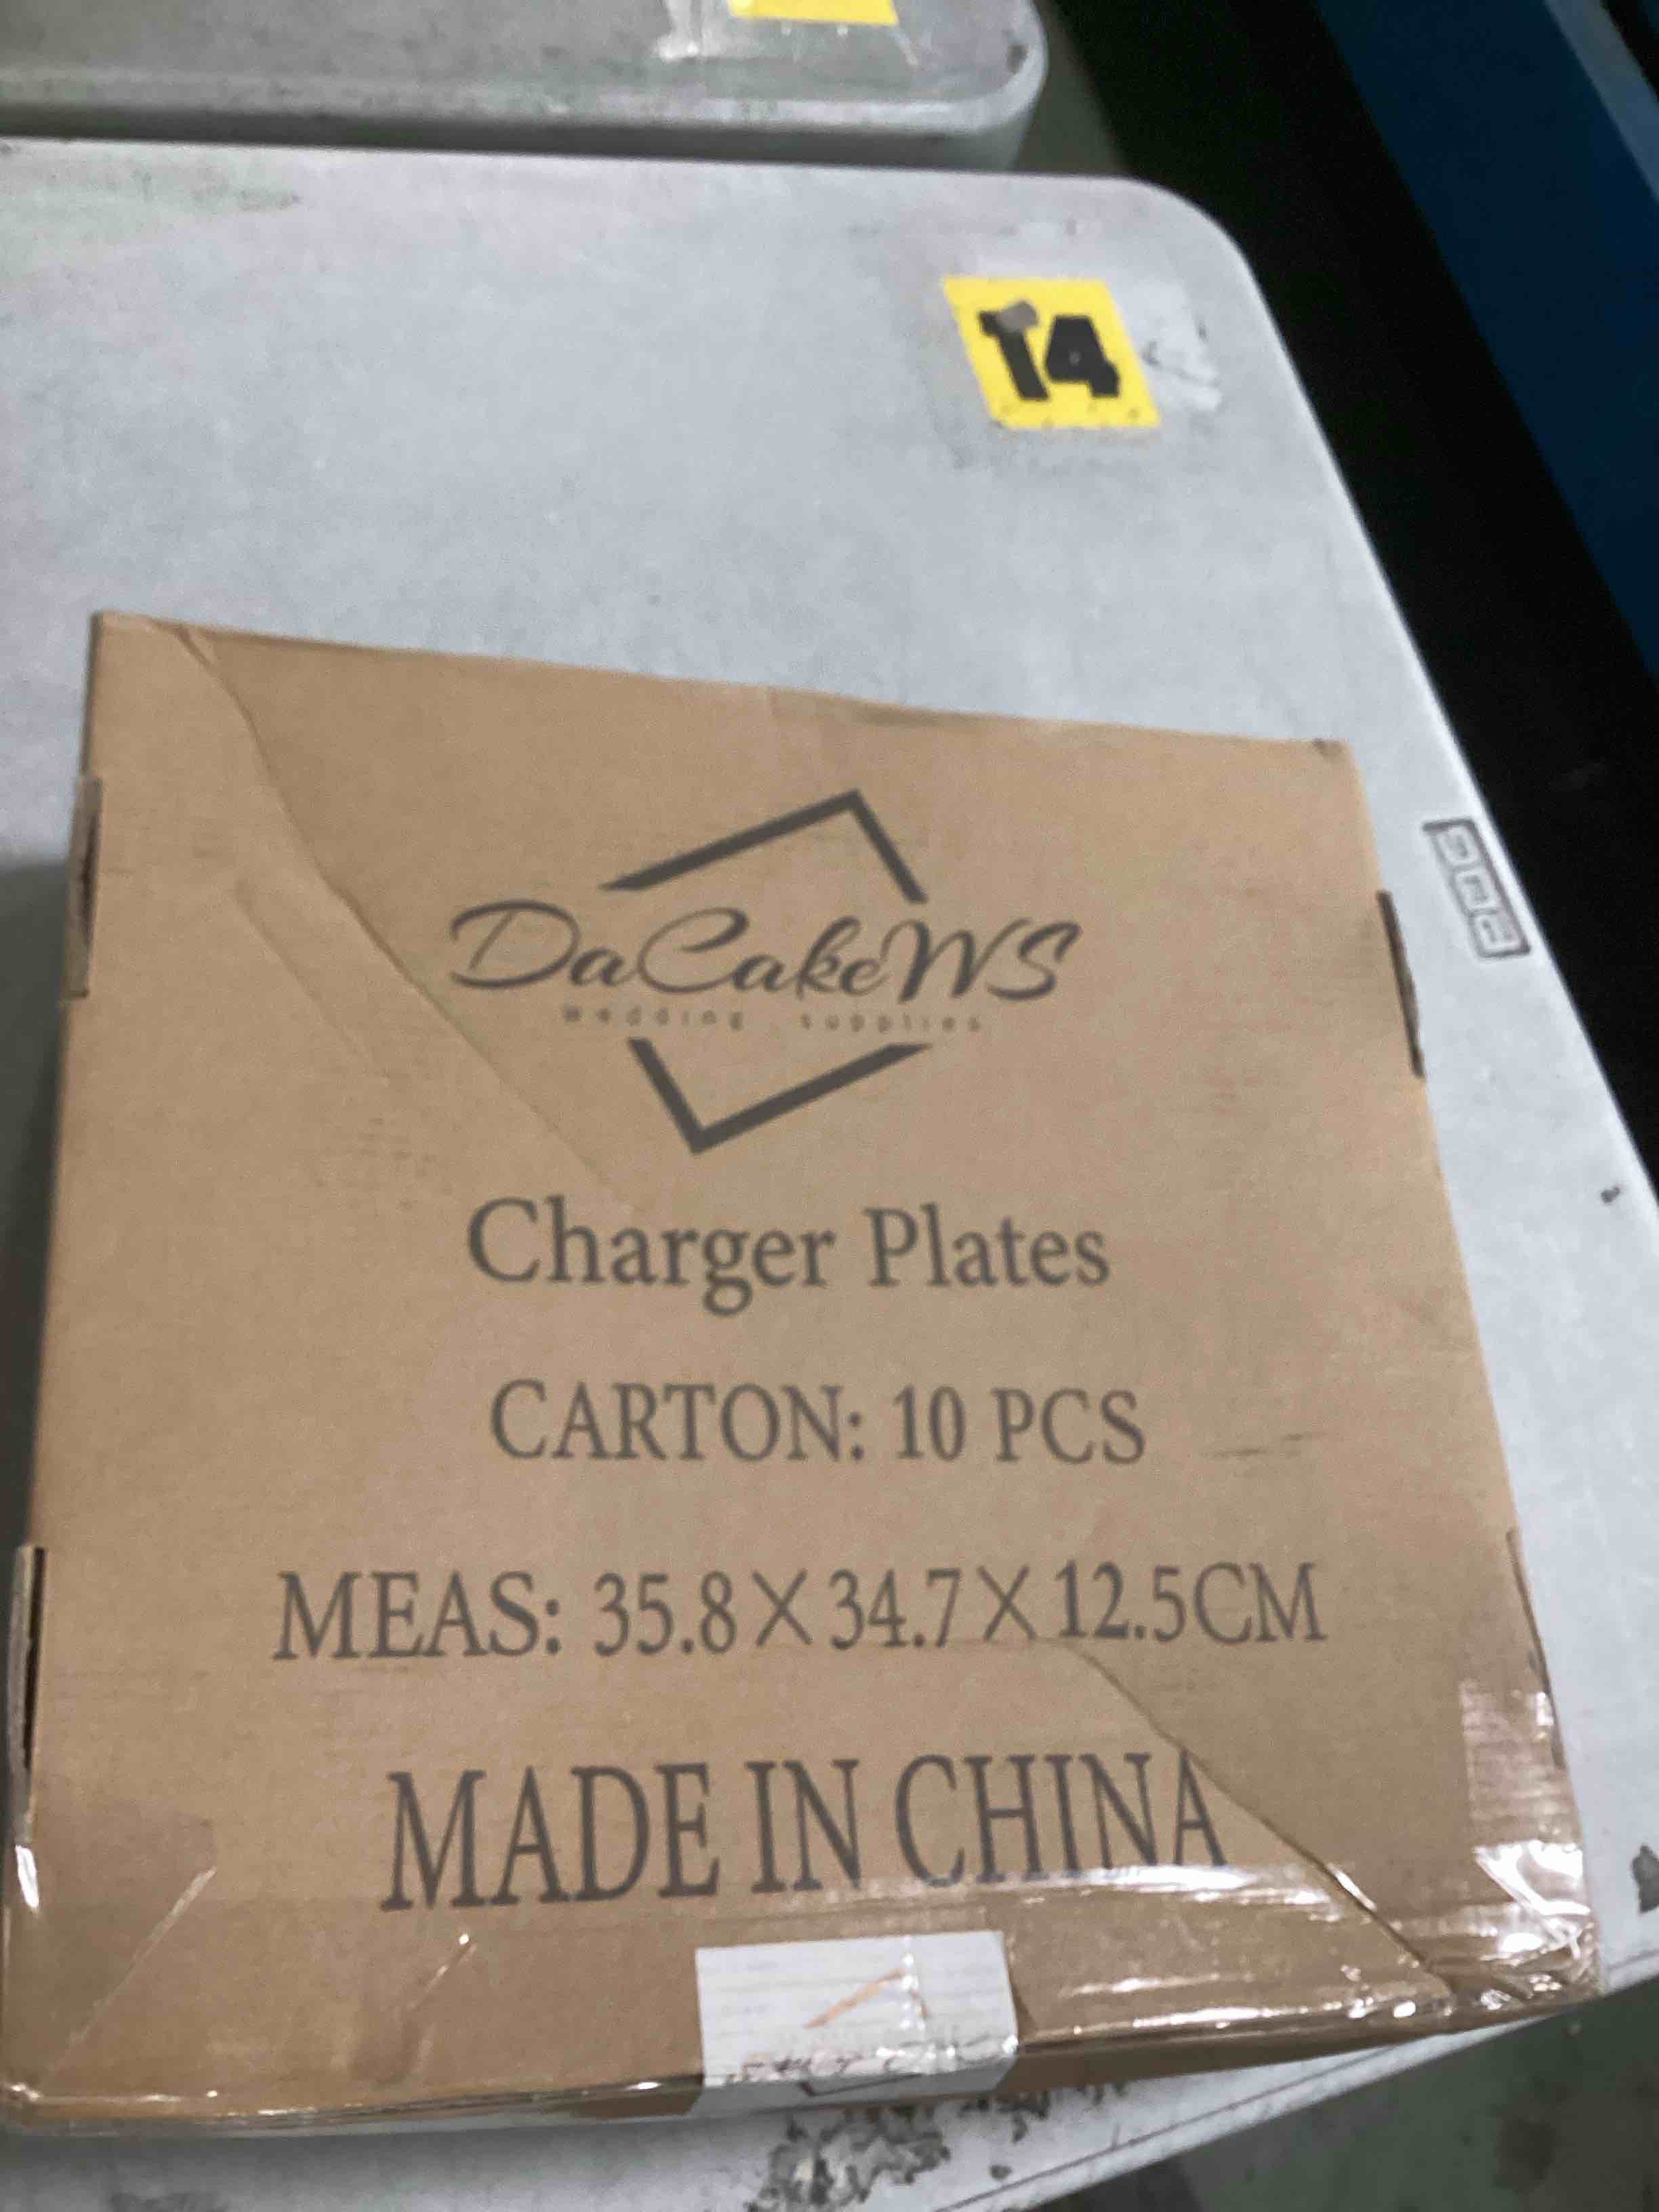 14
DaCakeWS
wedding supplies
Charger Plates
CARTON: 10 PCS
MEAS: 35.8×34.7×12.5CM
MADE IN CHINA